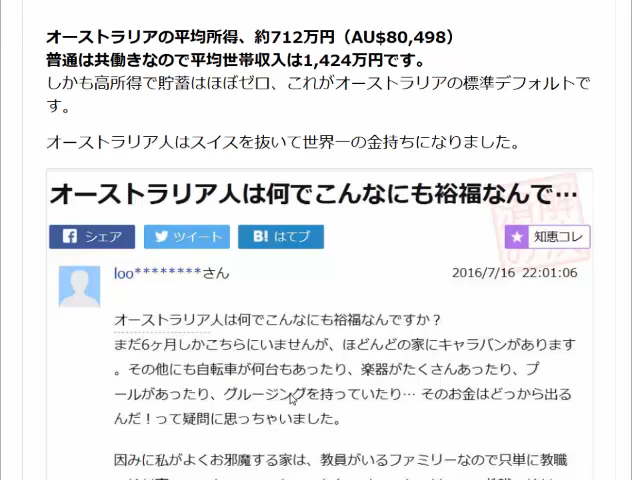 オーストラリアの平均所得、約712万円（AU$80,498）
普通は共働きなので平均世帯収入は1,424万円です。
しかも高所得で貯蓄はほぼゼロ、これがオーストラリアの標準デフォルトで
す。
オーストラリア人はスイスを抜いて世界一の金持ちになりました。
オーストラリア人は何でこんなにも裕福なんで…
シェア
ツイート
B! はてブ
知恵コレ
loo********さん
2016/7/16 22:01:06
オーストラリア人は何でこんなにも裕福なんですか？
まだ6ヶ月しかこちらにいませんが、ほどんどの家にキャラバンがあります
。その他にも自転車が何台もあったり、楽器がたくさんあったり、プ
ールがあったり、グルージングを持っていたり… そのお金はどっから出る
んだ！って疑問に思っちゃいました。
因みに私がよくお邪魔する家は、教員がいるファミリーなので只単に教職